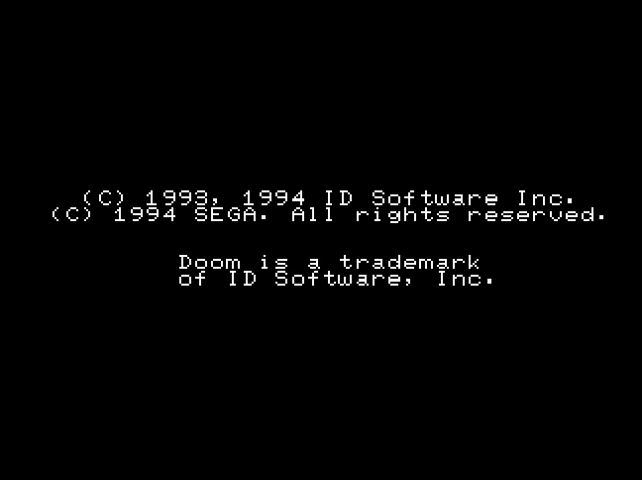 (C) 1993, 1994 ID Software Inc.
(C) 1994 SEGA. All rights reserved.
Doom is a trademark
of ID Software, Inc.